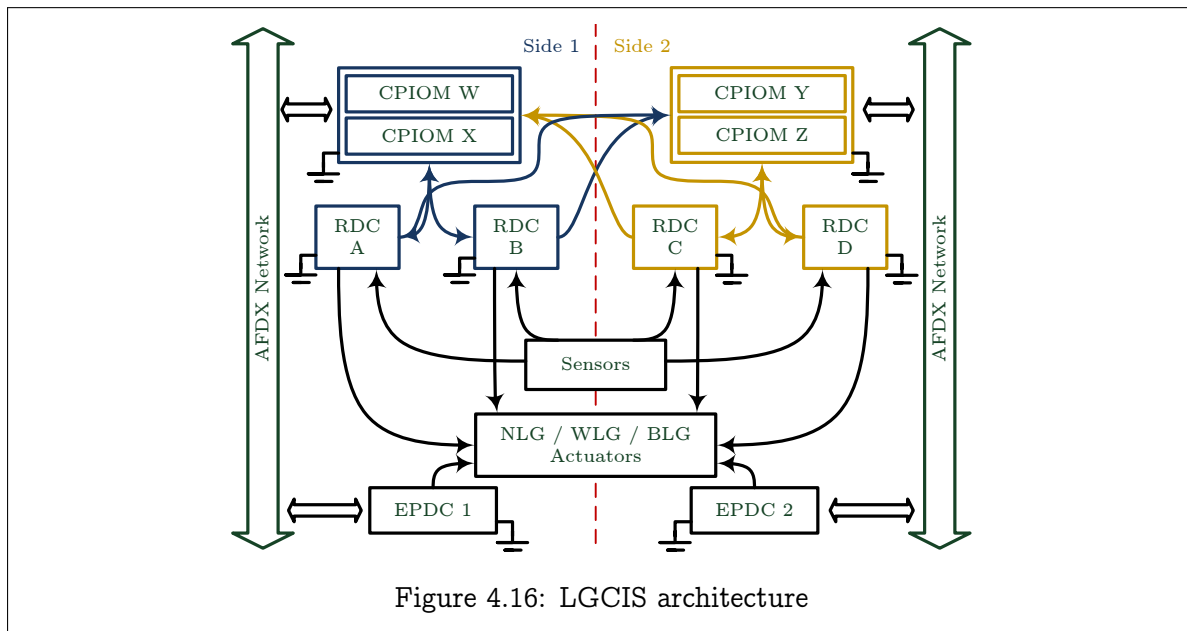 Side 1
Side 2
CPIOM W
CPIOM X
CPIOM Y
CPIOM Z
AFDX Network
AFDX Network
RDC
A
RDC
B
RDC
C
RDC
D
Sensors
NLG / WLG / BLG
Actuators
EPDC 1
EPDC 2
Figure 4.16: LGCIS architecture